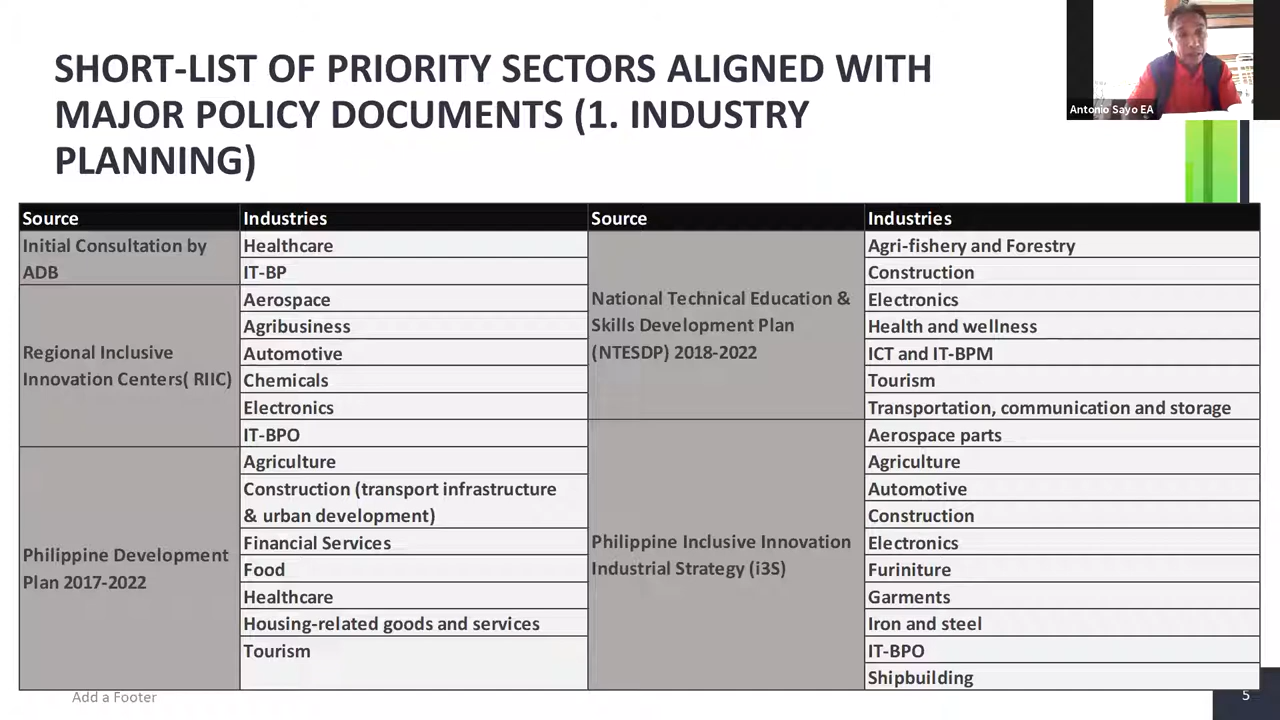 SHORT-LIST OF PRIORITY SECTORS ALIGNED WITH
MAJOR POLICY DOCUMENTS (1. INDUSTRY
PLANNING)
Antonio Sayo EA
Source
Industries
Source
Industries
Initial Consultation by
ADB
Healthcare
IT-BP
Regional Inclusive
Innovation Centers( RIIC)
Aerospace
Agribusiness
Automotive
Chemicals
Electronics
IT-BPO
Philippine Development
Plan 2017-2022
Agriculture
Construction (transport infrastructure
& urban development)
Financial Services
Food
Healthcare
Housing-related goods and services
Tourism
National Technical Education &
Skills Development Plan
(NTESDP) 2018-2022
Agri-fishery and Forestry
Construction
Electronics
Health and wellness
ICT and IT-BPM
Tourism
Transportation, communication and storage
Philippine Inclusive Innovation
Industrial Strategy (i3S)
Aerospace parts
Agriculture
Automotive
Construction
Electronics
Furiniture
Garments
Iron and steel
IT-BPO
Shipbuilding
Add a Footer
5